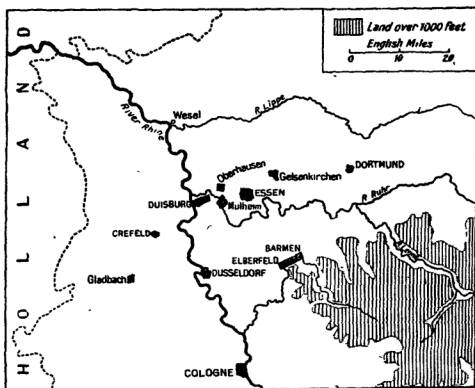 Land over 1000 feet
English Miles
0 10 20
HOLLAND
River Rhine
Wesel
R. Lippe
Oberhausen
Gelsenkirchen
DORTMUND
DUISBURG
Mulheim
ESSEN
R. Ruhr
CREFELD
BARMEN
ELBERFELD
Gladbach
DUSSELDORF
COLOGNE